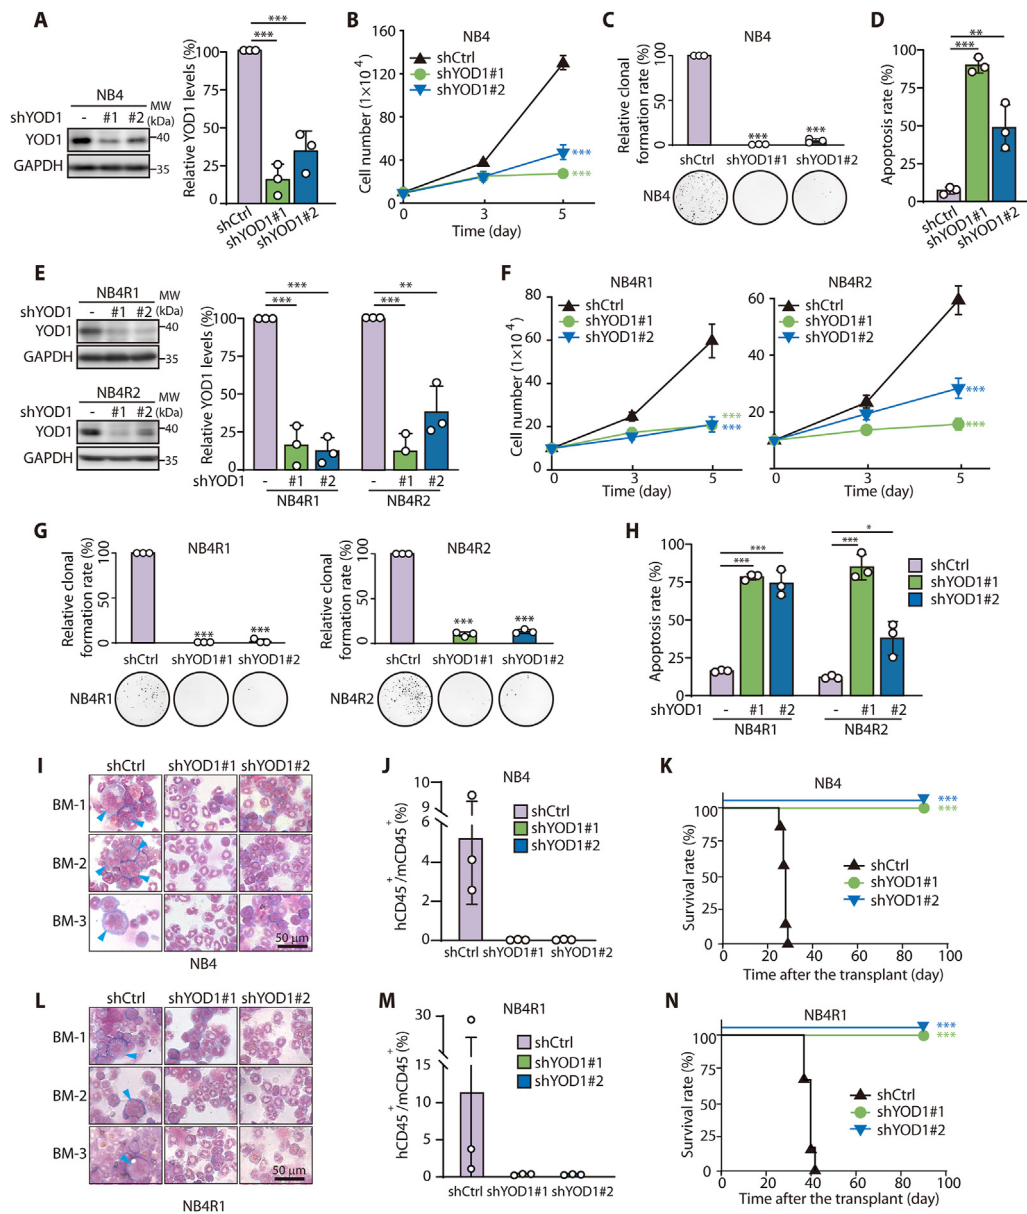 A
NB4
shYOD1 - #1 #2
MW
(kDa)
YOD1
GAPDH
40
35
Relative YOD1 levels (%)
100
75
50
25
0
***
***
shCtrl
shYOD1#1
shYOD1#2
B
NB4
Cell number (1×10⁴)
160
120
80
40
0
shCtrl
shYOD1#1
shYOD1#2
***
***
0 3 5
Time (day)
C
NB4
Relative clonal
formation rate (%)
100
50
0
*** ***
shCtrl shYOD1#1 shYOD1#2
NB4
D
Apoptosis rate (%)
100
75
50
25
0
**
***
shCtrl
shYOD1#1
shYOD1#2
E
NB4R1
shYOD1 - #1 #2
MW
(kDa)
YOD1
GAPDH
40
35
NB4R2
shYOD1 - #1 #2
MW
(kDa)
YOD1
GAPDH
40
35
Relative YOD1 levels (%)
100
75
50
25
0
*** **
*** ***
shYOD1 - #1 #2 - #1 #2
NB4R1 NB4R2
F
NB4R1
Cell number (1×10⁴)
80
60
40
20
0
shCtrl
shYOD1#1
shYOD1#2
***
***
0 3 5
Time (day)
NB4R2
60
40
20
shCtrl
shYOD1#1
shYOD1#2
***
***
0 3 5
Time (day)
G
NB4R1
Relative clonal
formation rate (%)
100
50
0
*** ***
shCtrl shYOD1#1 shYOD1#2
NB4R1
NB4R2
Relative clonal
formation rate (%)
100
50
0
*** ***
shCtrl shYOD1#1 shYOD1#2
NB4R2
H
Apoptosis rate (%)
100
75
50
25
0
*** *
*** ***
shCtrl
shYOD1#1
shYOD1#2
shYOD1 - #1 #2 - #1 #2
NB4R1 NB4R2
I
shCtrl shYOD1#1 shYOD1#2
BM-1
BM-2
BM-3
50 μm
NB4
J
NB4
hCD45⁺/mCD45⁺ (%)
10
9
6
4
2
0
shCtrl
shYOD1#1
shYOD1#2
shCtrl shYOD1#1 shYOD1#2
K
NB4
Survival rate (%)
100
75
50
25
0
***
***
shCtrl
shYOD1#1
shYOD1#2
0 20 40 60 80 100
Time after the transplant (day)
L
shCtrl shYOD1#1 shYOD1#2
BM-1
BM-2
BM-3
50 μm
NB4R1
M
NB4R1
hCD45⁺/mCD45⁺ (%)
30
15
10
5
0
shCtrl
shYOD1#1
shYOD1#2
shCtrl shYOD1#1 shYOD1#2
N
NB4R1
Survival rate (%)
100
75
50
25
0
***
***
shCtrl
shYOD1#1
shYOD1#2
0 20 40 60 80 100
Time after the transplant (day)